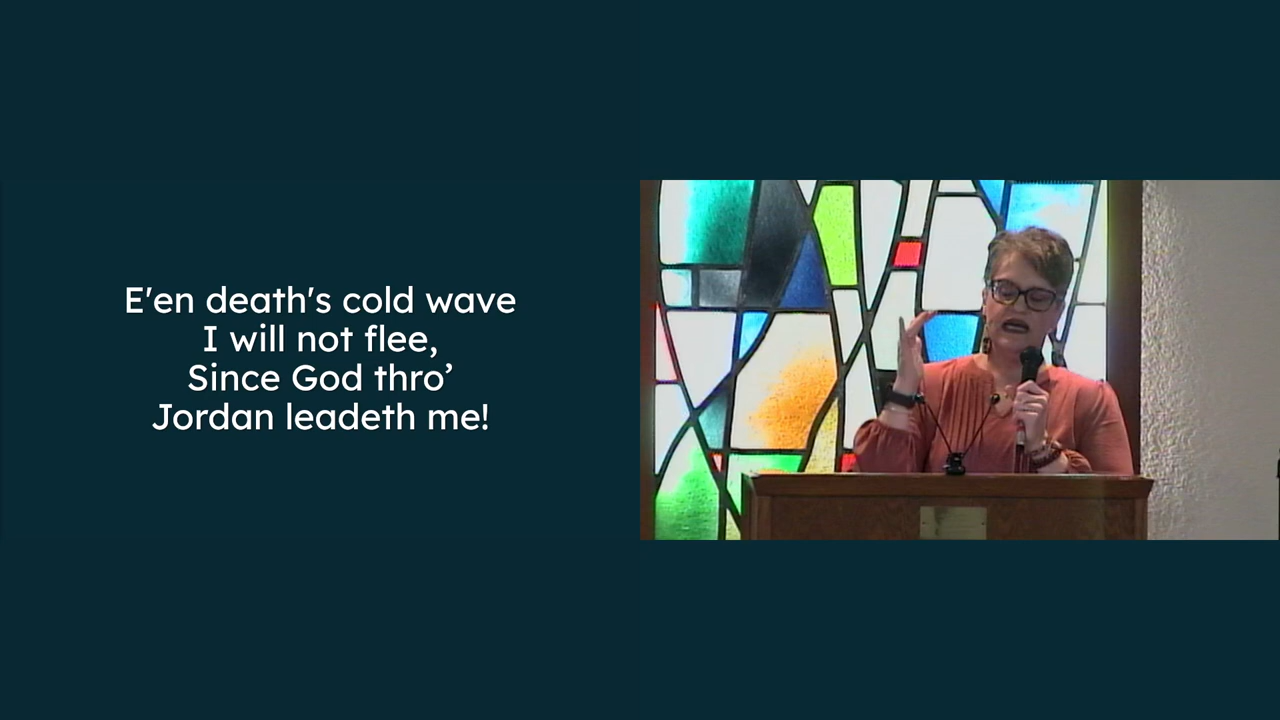 E'en death's cold wave
I will not flee,
Since God thro’
Jordan leadeth me!